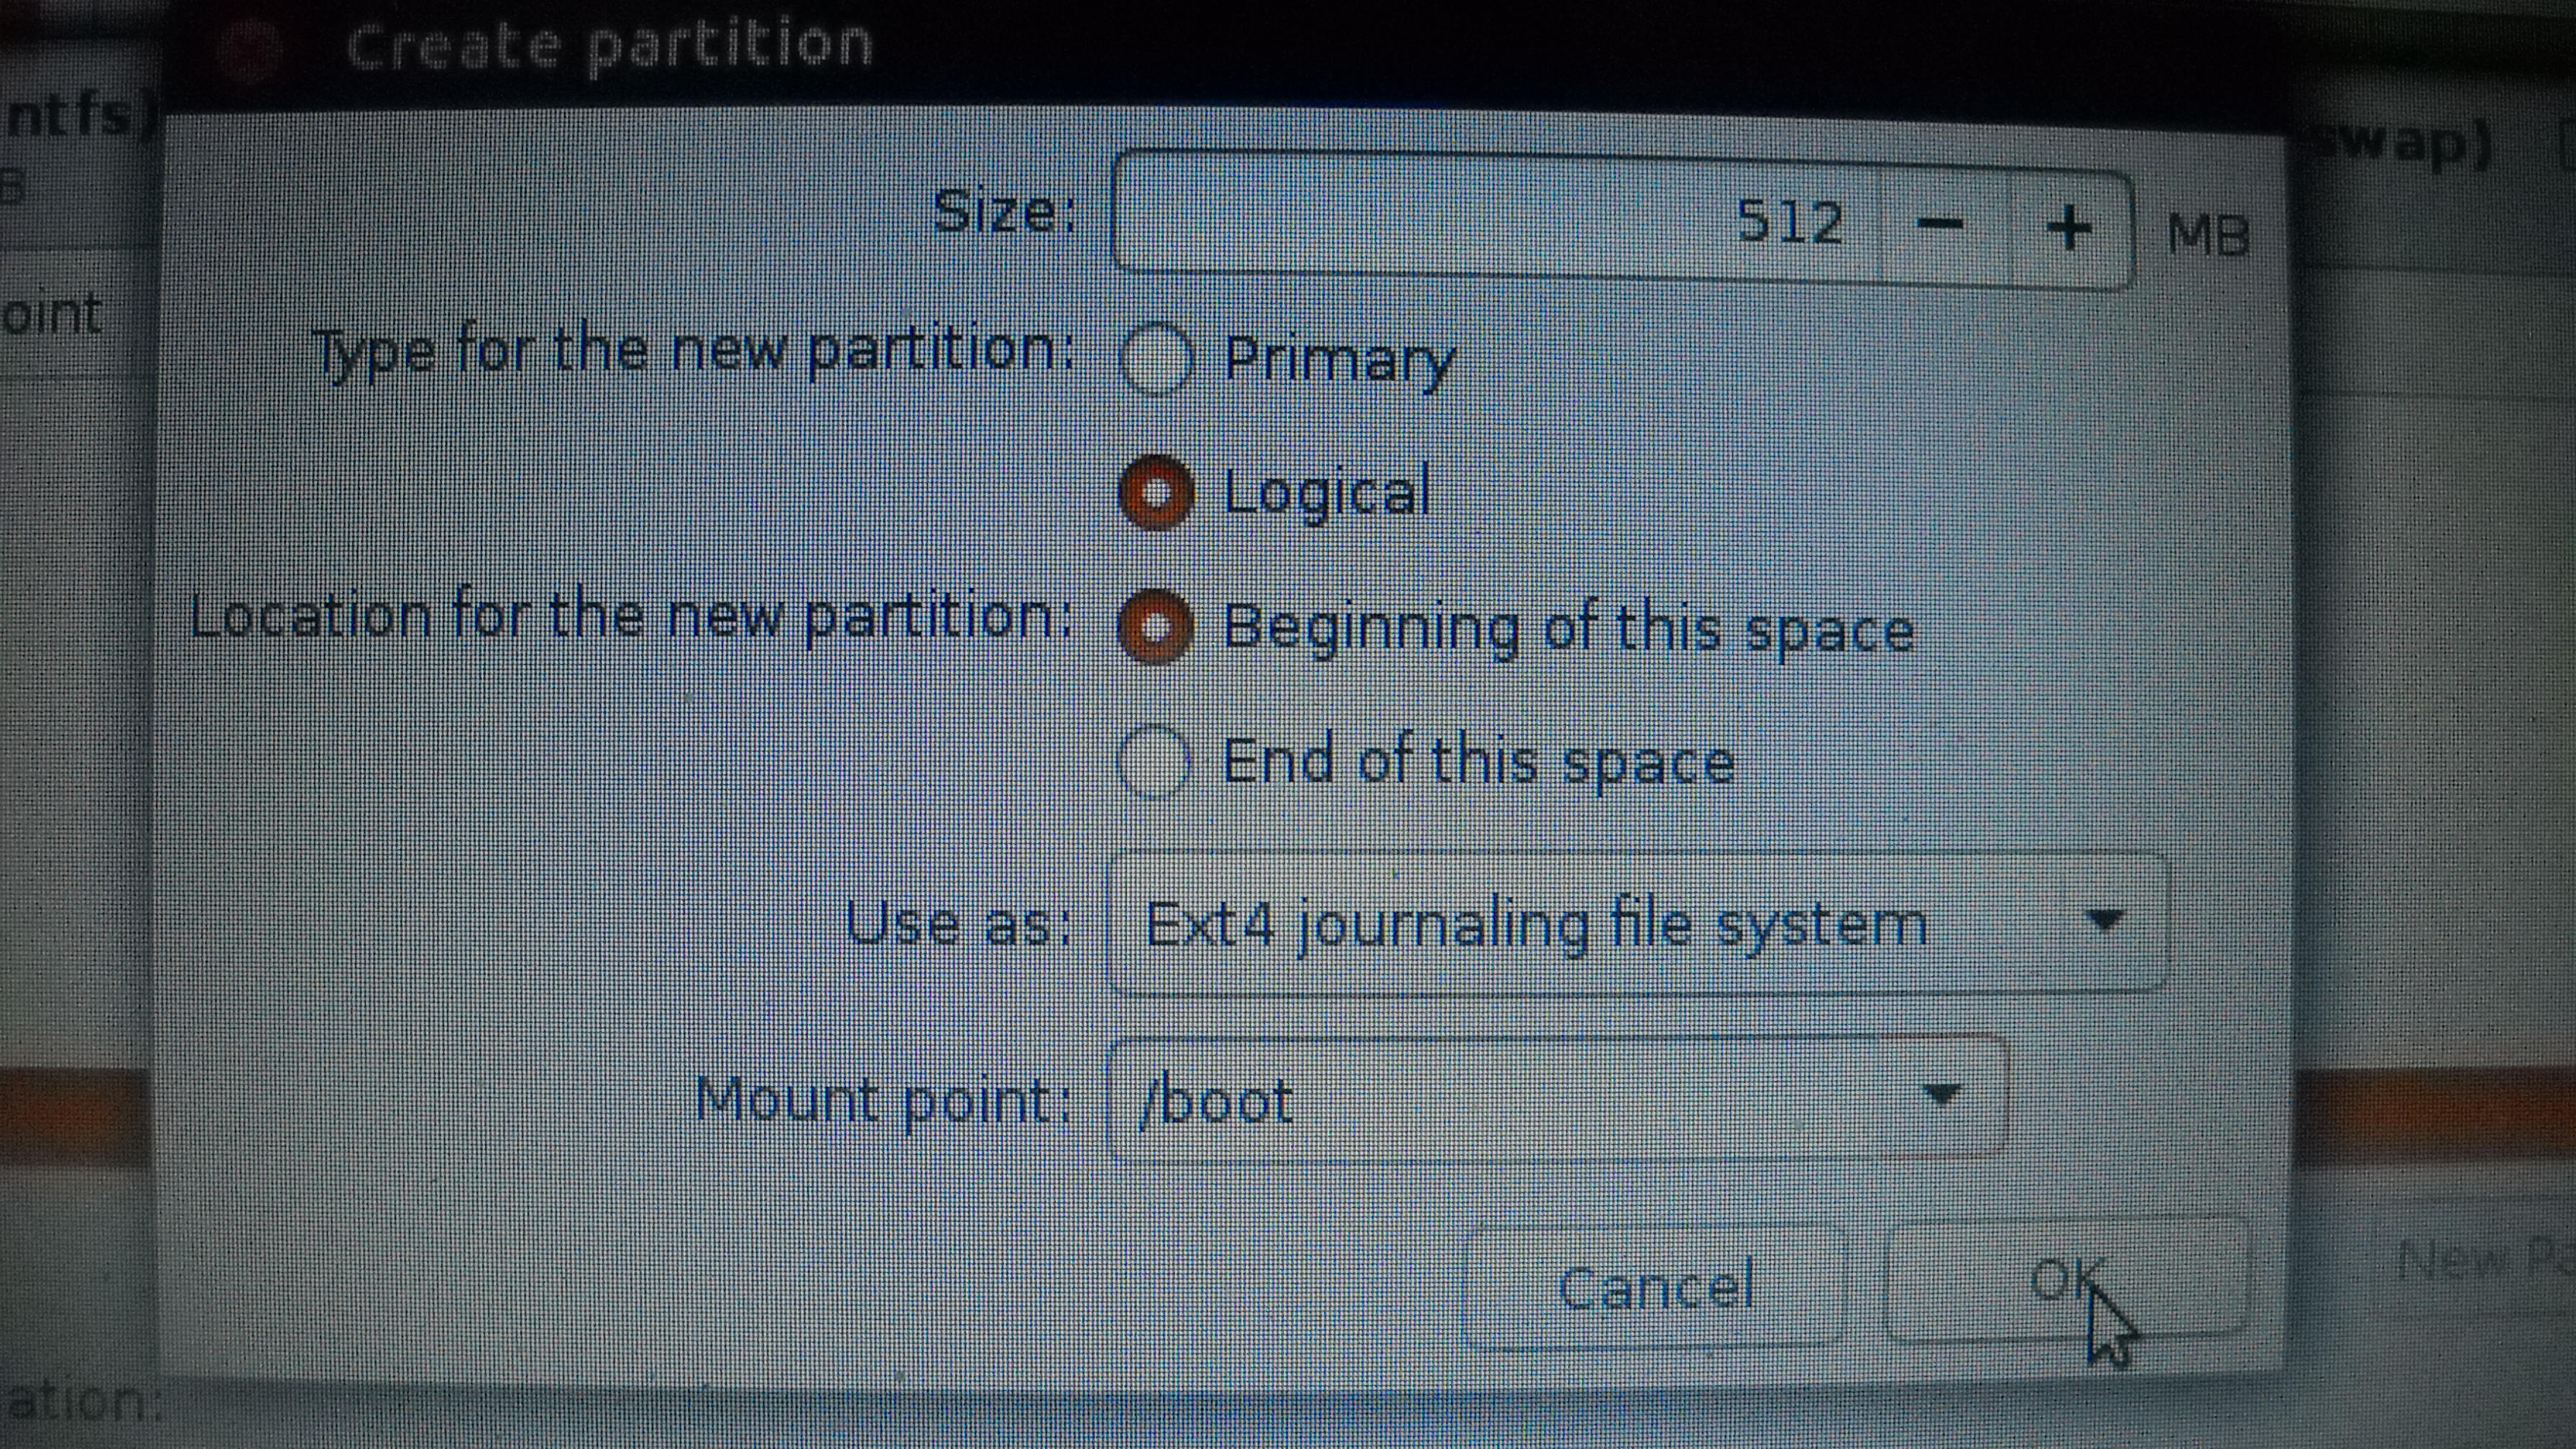 Create partition
ntfs)
swap)
Size: 512 − + MB
oint
Type for the new partition: Primary
Logical
Location for the new partition: Beginning of this space
End of this space
Use as: Ext4 journaling file system
Mount point: /boot
Cancel OK
New Pa
ation: